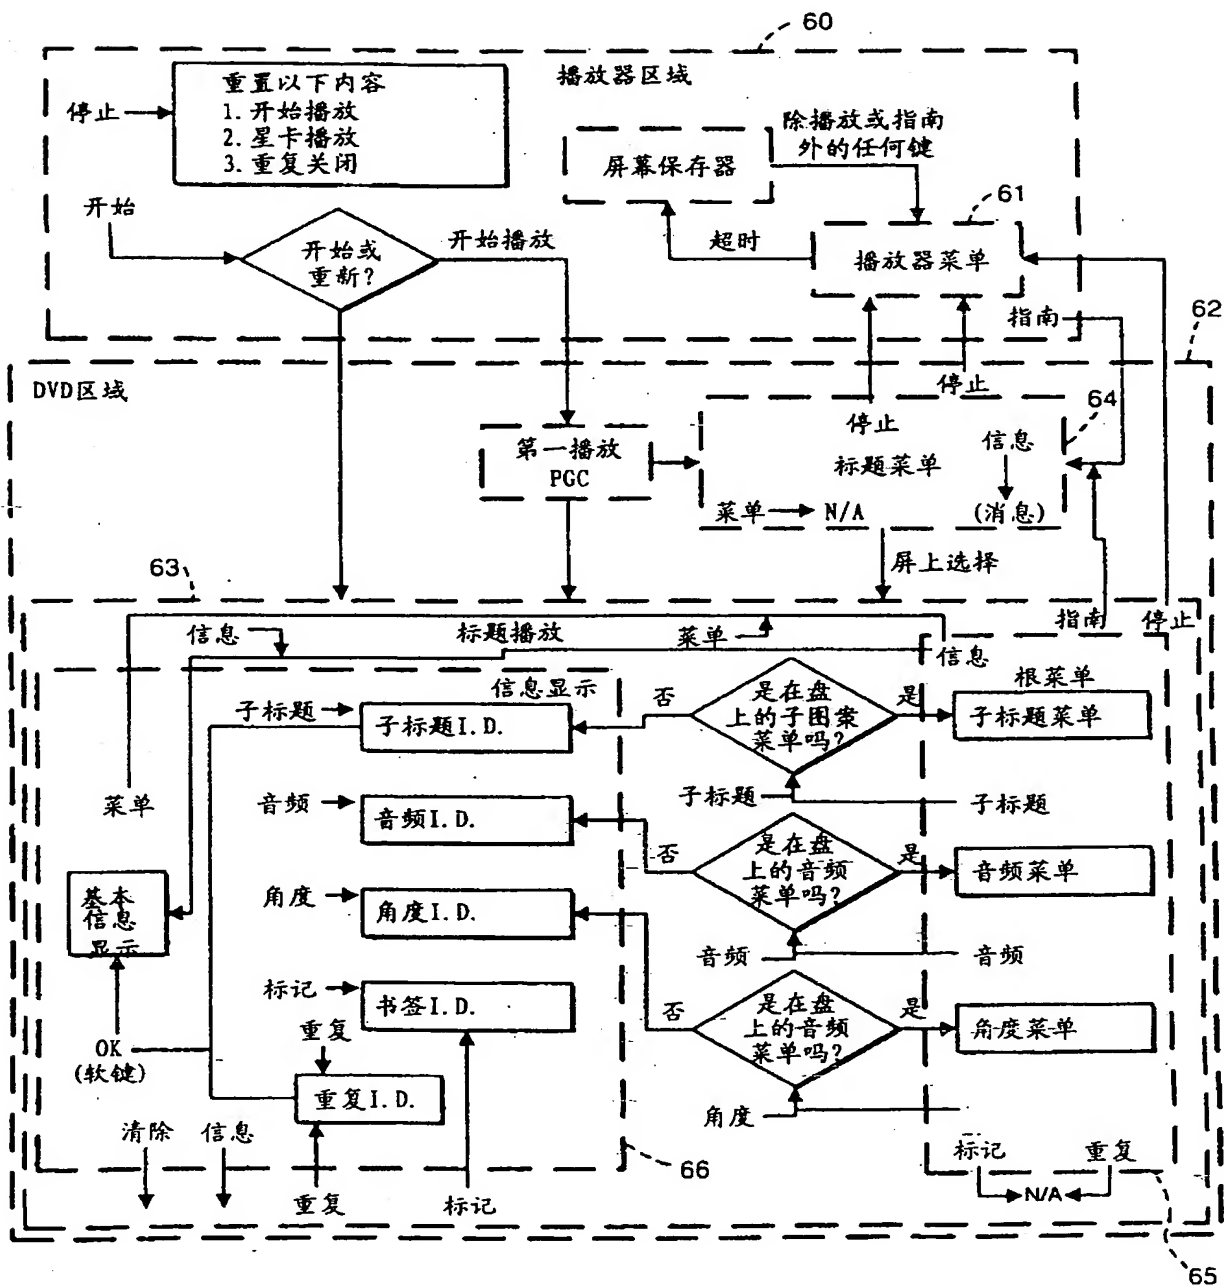 60
播放器区域
停止
重置以下内容
1. 开始播放
2. 星卡播放
3. 重复关闭
除播放或指南
外的任何键
屏幕保存器
61
开始
开始或
重新?
开始播放
超时
播放器菜单
指南
62
DVD区域
停止
64
停止
第一播放
PGC
标题菜单
信息
菜单
N/A
(消息)
63
屏上选择
信息
标题播放
菜单
指南
停止
信息
信息显示
否
是在盘
上的子图案
菜单吗?
是
根菜单
子标题菜单
子标题
子标题I.D.
菜单
子标题
子标题
音频
音频I.D.
否
是在盘
上的音频
菜单吗?
是
音频菜单
基本
信息
显示
角度
角度I.D.
音频
音频
标记
书签I.D.
否
是在盘
上的音频
菜单吗?
是
角度菜单
重复
OK
(软键)
重复I.D.
角度
清除
信息
66
标记
重复
重复
标记
N/A
65